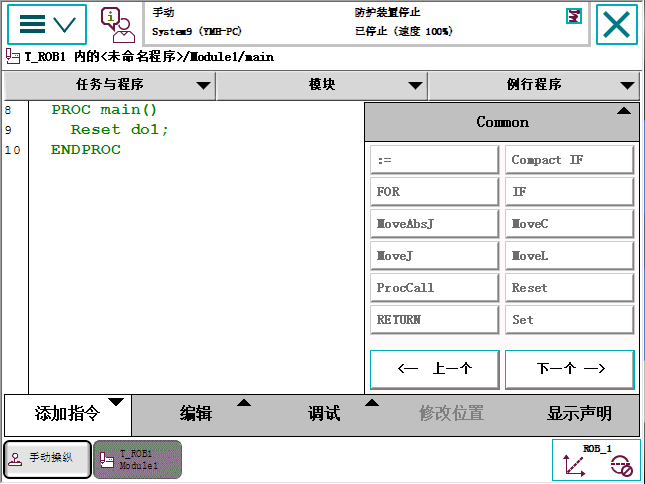 手动
防护装置停止
System9 (YMH-PC)
已停止 (速度 100%)
T_ROB1 内的<未命名程序>/Module1/main
任务与程序
模块
例行程序
8 PROC main()
9 Reset do1;
10 ENDPROC
Common
:= Compact IF
FOR IF
MoveAbsJ MoveC
MoveJ MoveL
ProcCall Reset
RETURN Set
<— 上一个 下一个 —>
添加指令
编辑
调试
修改位置
显示声明
手动操纵
T_ROB1
Module1
ROB_1